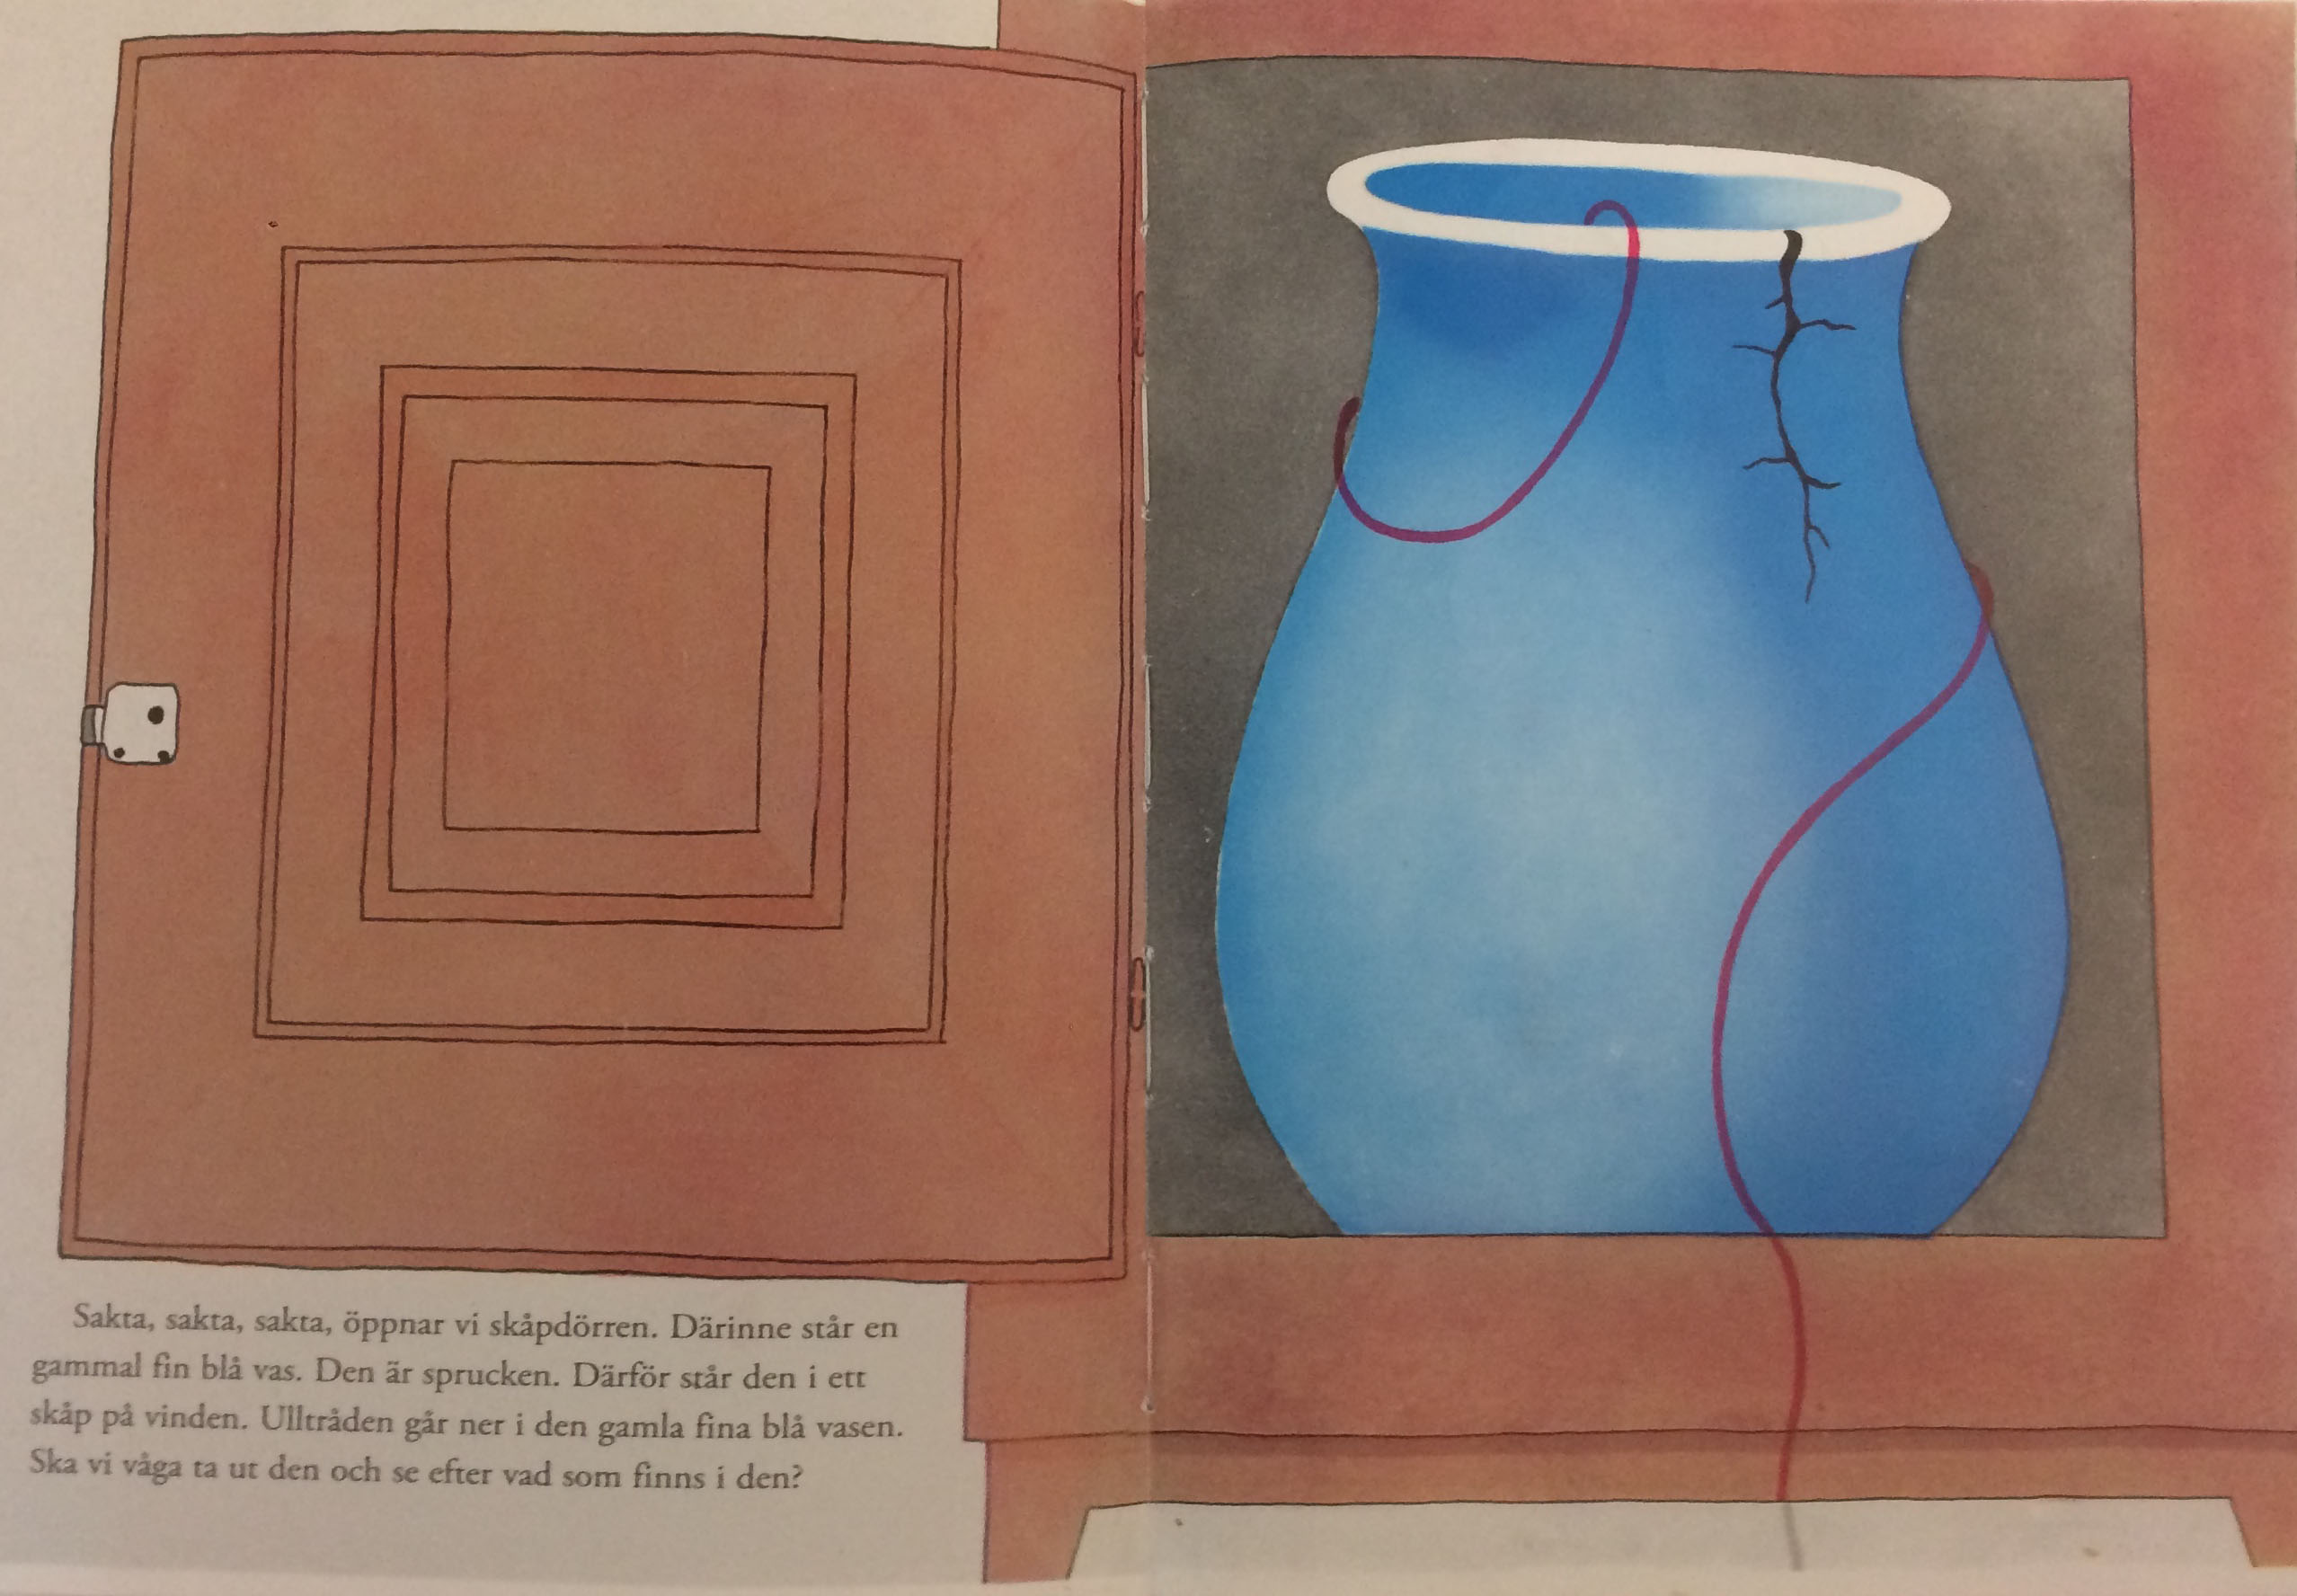 Sakta, sakta, sakta, öppnar vi skåpdörren. Därinne står en
gammal fin blå vas. Den är sprucken. Därför står den i ett
skåp på vinden. Ulltråden går ner i den gamla fina blå vasen.
Ska vi våga ta ut den och se efter vad som finns i den?